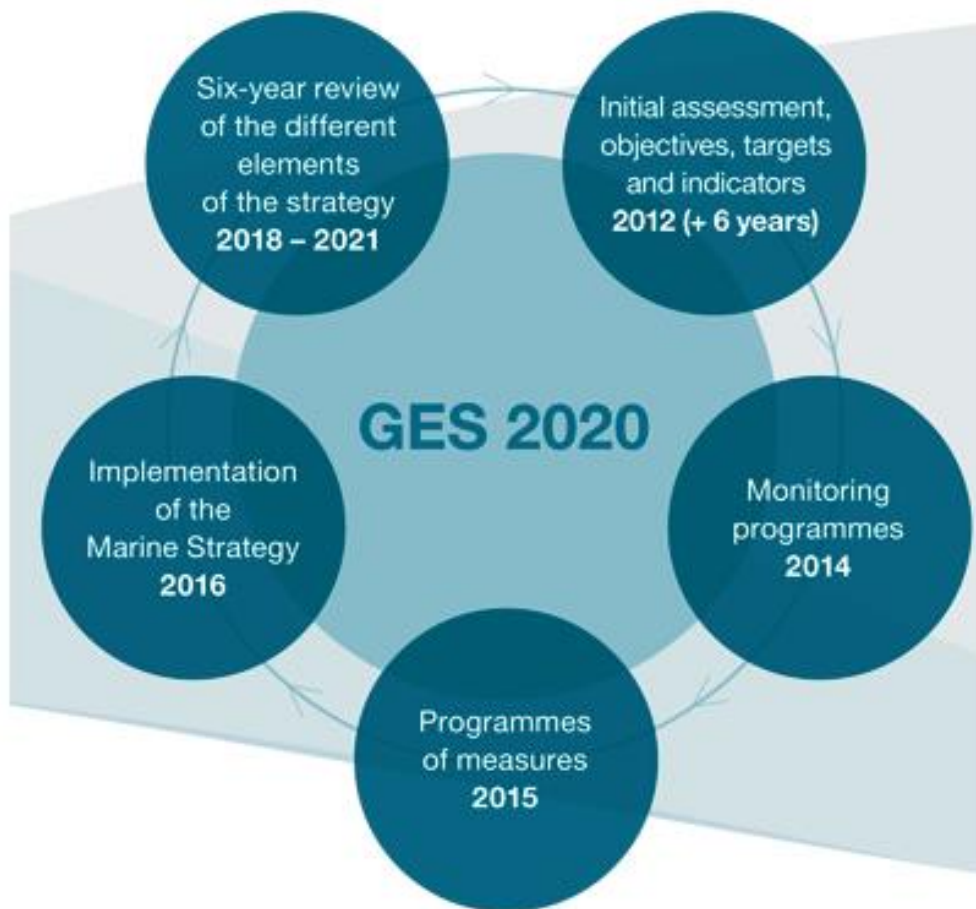 Six-year review
of the different
elements
of the strategy
2018 – 2021
Initial assessment,
objectives, targets
and indicators
2012 (+ 6 years)
GES 2020
Implementation
of the
Marine Strategy
2016
Monitoring
programmes
2014
Programmes
of measures
2015